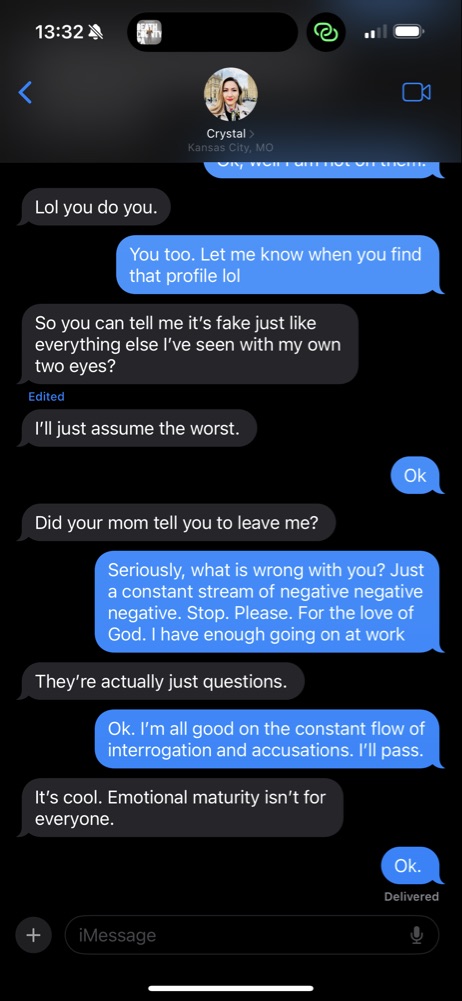 13:32
Crystal
Kansas City, MO
Ok, well I am not on them.
Lol you do you.
You too. Let me know when you find
that profile lol
So you can tell me it’s fake just like
everything else I’ve seen with my own
two eyes?
Edited
I’ll just assume the worst.
Ok
Did your mom tell you to leave me?
Seriously, what is wrong with you? Just
a constant stream of negative negative
negative. Stop. Please. For the love of
God. I have enough going on at work
They’re actually just questions.
Ok. I’m all good on the constant flow of
interrogation and accusations. I’ll pass.
It’s cool. Emotional maturity isn’t for
everyone.
Ok.
Delivered
iMessage